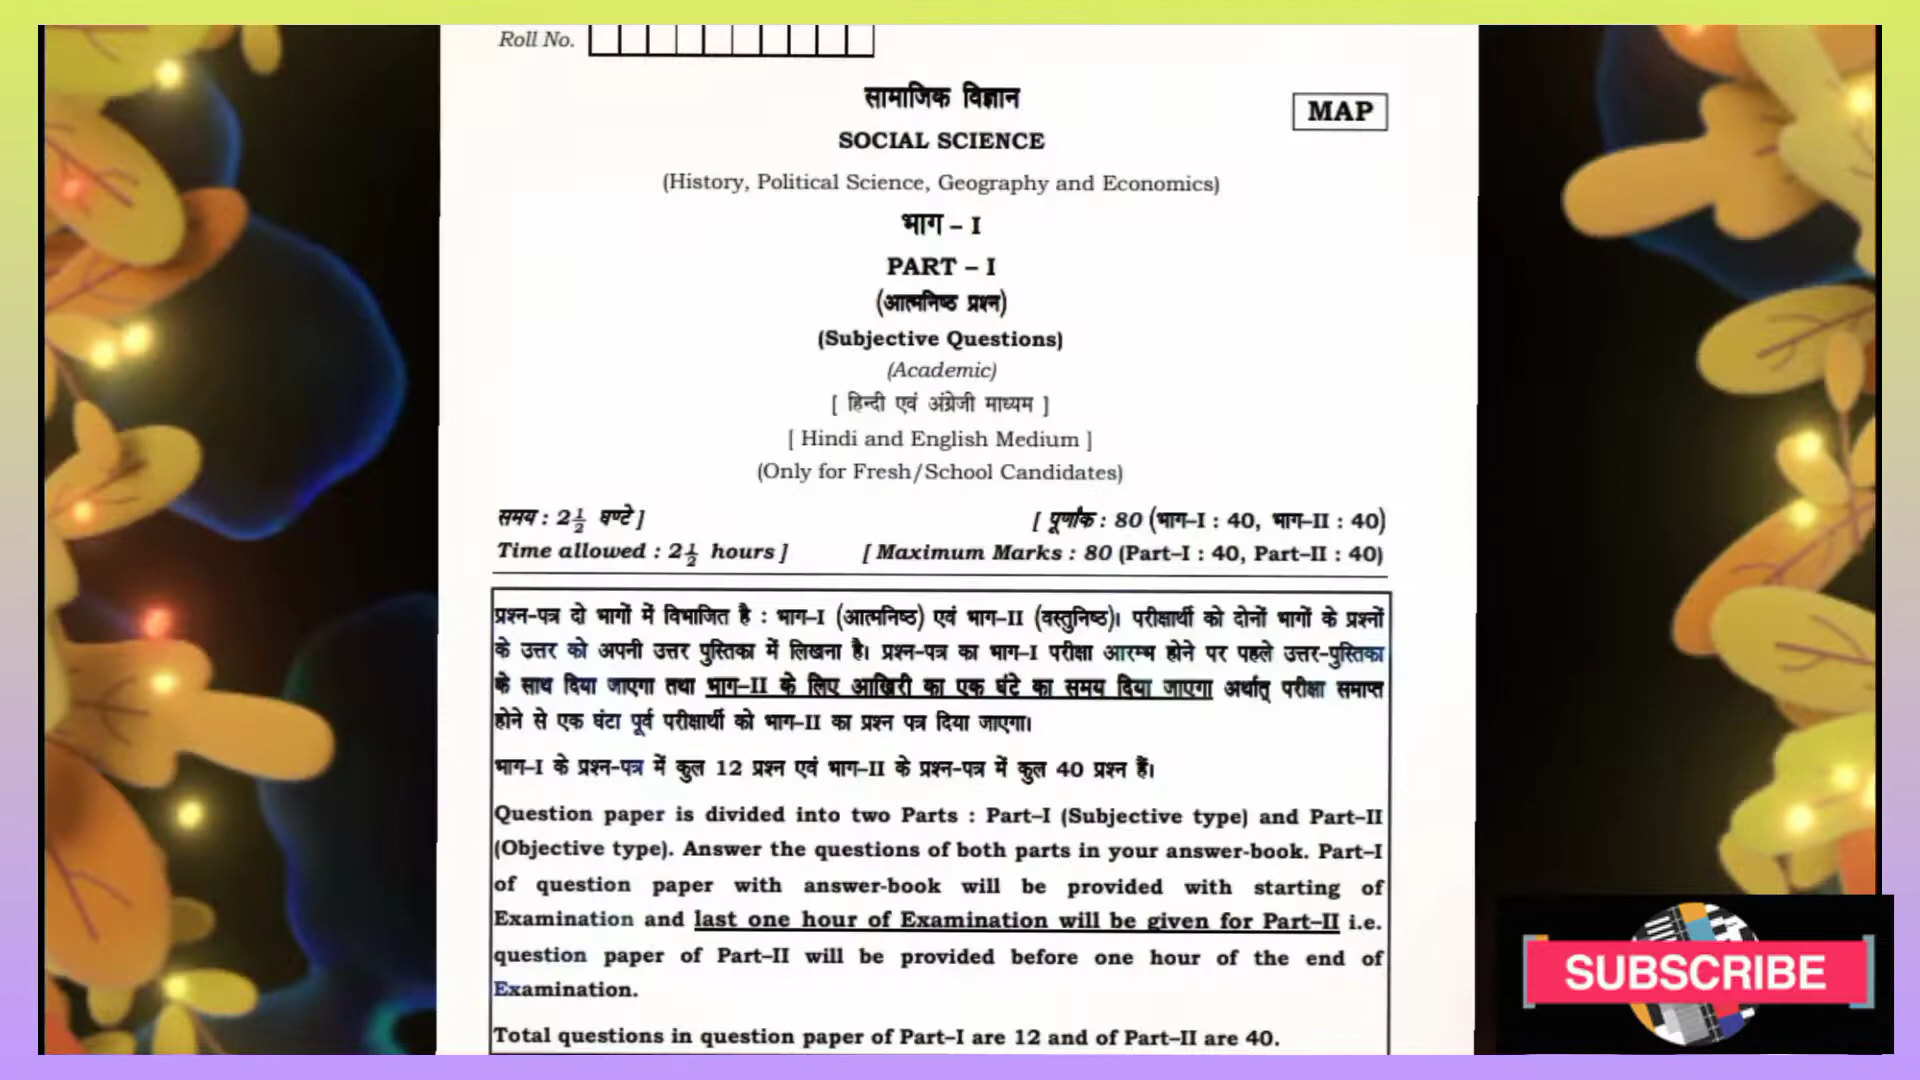 Roll No.
सामाजिक विज्ञान
MAP
SOCIAL SCIENCE
(History, Political Science, Geography and Economics)
भाग – I
PART – I
(आत्मनिष्ठ प्रश्न)
(Subjective Questions)
(Academic)
[ हिन्दी एवं अंग्रेजी माध्यम ]
[ Hindi and English Medium ]
(Only for Fresh/School Candidates)
समय : 2½ घण्टे ] [ पूर्णांक : 80 (भाग–I : 40, भाग–II : 40)
Time allowed : 2½ hours ] [ Maximum Marks : 80 (Part–I : 40, Part–II : 40)
प्रश्न-पत्र दो भागों में विभाजित है : भाग–I (आत्मनिष्ठ) एवं भाग–II (वस्तुनिष्ठ)। परीक्षार्थी को दोनों भागों के प्रश्नों
के उत्तर को अपनी उत्तर पुस्तिका में लिखना है। प्रश्न-पत्र का भाग–I परीक्षा आरम्भ होने पर पहले उत्तर-पुस्तिका
के साथ दिया जाएगा तथा भाग–II के लिए आखिरी का एक घंटे का समय दिया जाएगा अर्थात् परीक्षा समाप्त
होने से एक घंटा पूर्व परीक्षार्थी को भाग–II का प्रश्न पत्र दिया जाएगा।
भाग–I के प्रश्न-पत्र में कुल 12 प्रश्न एवं भाग–II के प्रश्न-पत्र में कुल 40 प्रश्न हैं।
Question paper is divided into two Parts : Part–I (Subjective type) and Part–II
(Objective type). Answer the questions of both parts in your answer-book. Part–I
of question paper with answer-book will be provided with starting of
Examination and last one hour of Examination will be given for Part–II i.e.
question paper of Part–II will be provided before one hour of the end of
Examination.
Total questions in question paper of Part–I are 12 and of Part–II are 40.
SUBSCRIBE